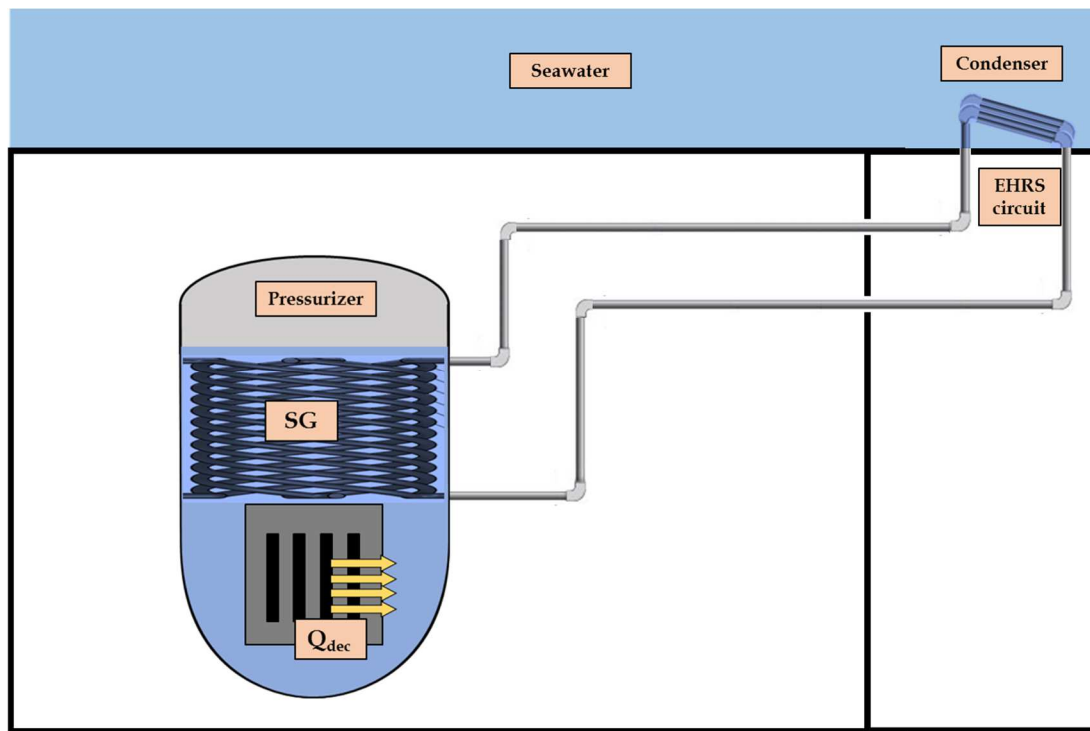 Seawater
Condenser
EHRS
circuit
Pressurizer
SG
Qdec